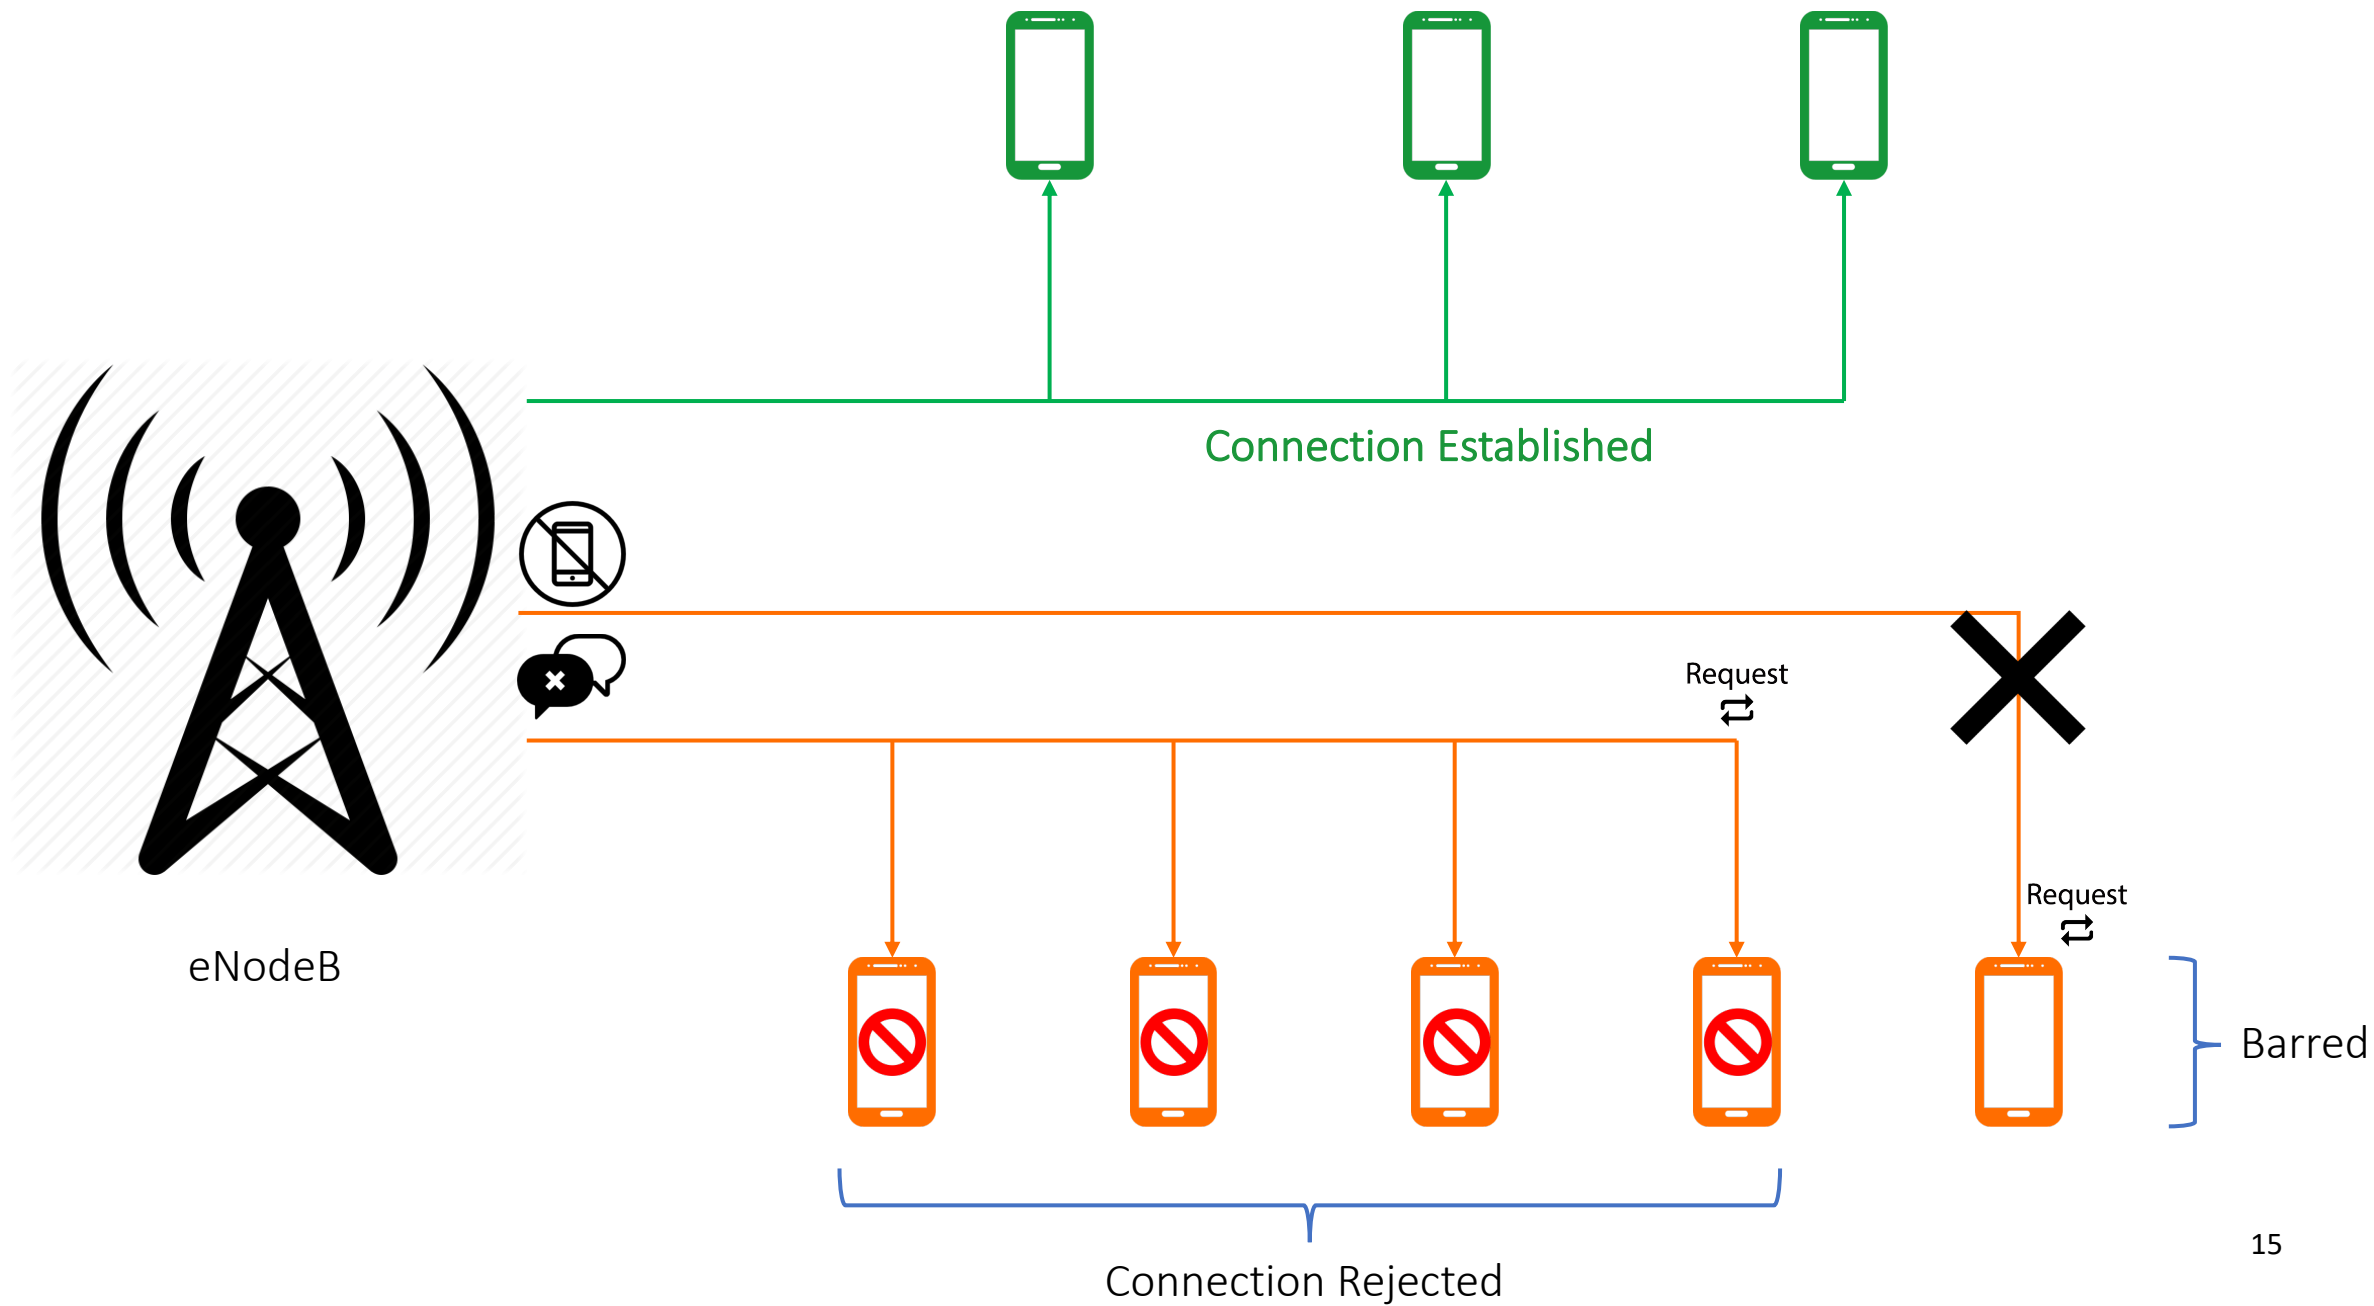 Connection Established
Request
Request
eNodeB
Barred
15
Connection Rejected